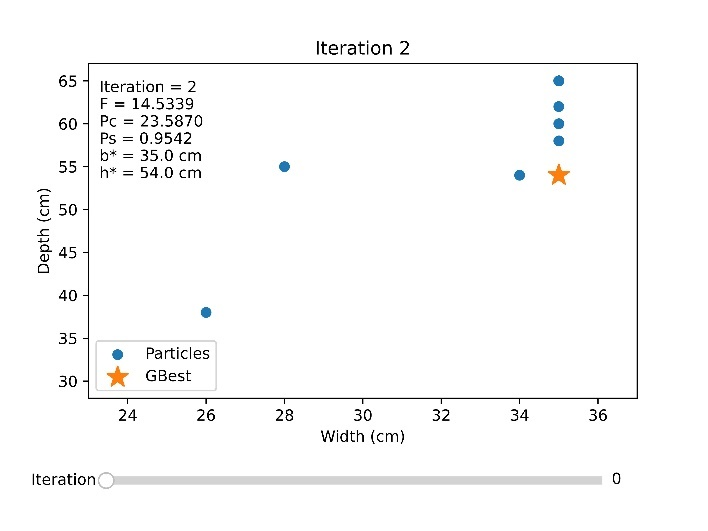 Iteration 2
Iteration = 2
F = 14.5339
Pc = 23.5870
Ps = 0.9542
b* = 35.0 cm
h* = 54.0 cm
Depth (cm)
65
60
55
50
45
40
35
30
Particles
GBest
24 26 28 30 32 34 36
Width (cm)
Iteration 0